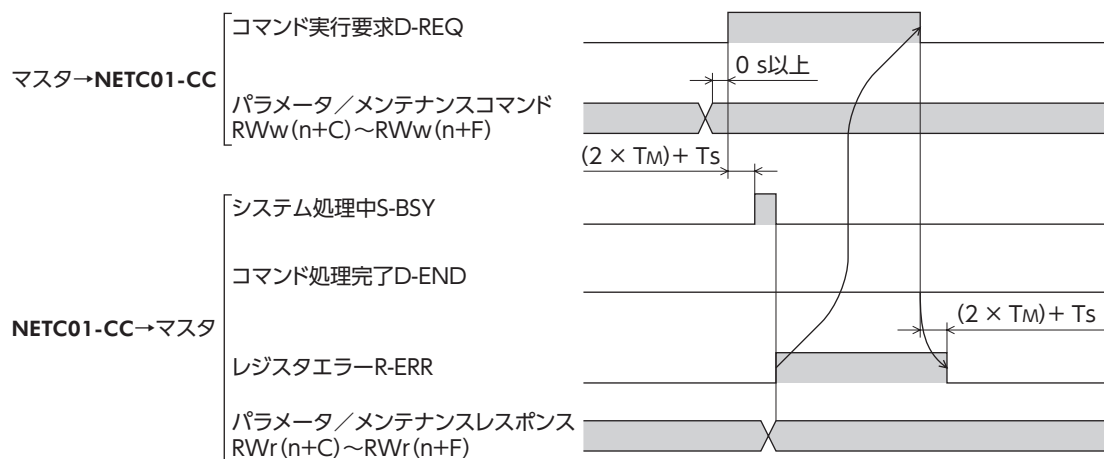 コマンド実行要求D-REQ
0 s以上
マスタ→NETC01-CC
パラメータ／メンテナンスコマンド
RWw(n+C)～RWw(n+F)
(2 × TM)+ Ts
システム処理中S-BSY
コマンド処理完了D-END
(2 × TM)+ Ts
NETC01-CC→マスタ
レジスタエラーR-ERR
パラメータ／メンテナンスレスポンス
RWr(n+C)～RWr(n+F)